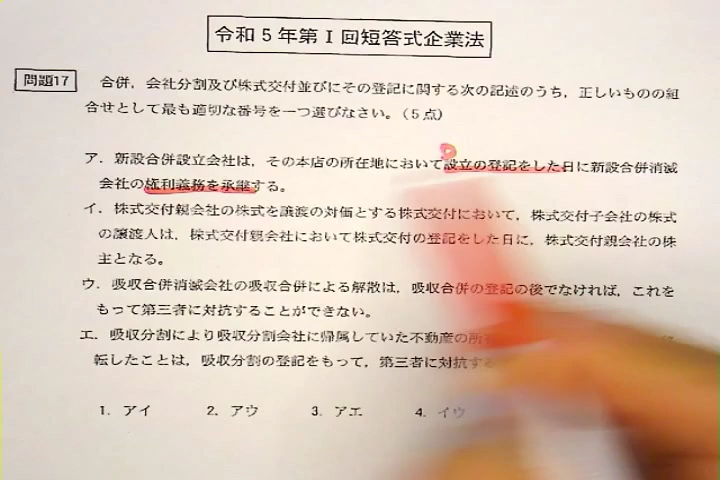 令和5年第Ⅰ回短答式企業法
問題17 合併，会社分割及び株式交付並びにその登記に関する次の記述のうち，正しいものの組
合せとして最も適切な番号を一つ選びなさい。（5点）
ア．新設合併設立会社は，その本店の所在地において設立の登記をした日に新設合併消滅
会社の権利義務を承継する。
イ．株式交付親会社の株式を譲渡の対価とする株式交付において，株式交付子会社の株式
の譲渡人は，株式交付親会社において株式交付の登記をした日に，株式交付親会社の株
主となる。
ウ．吸収合併消滅会社の吸収合併による解散は，吸収合併の登記の後でなければ，これを
もって第三者に対抗することができない。
エ．吸収分割により吸収分割会社に帰属していた不動産の所
転したことは，吸収分割の登記をもって，第三者に対抗する
1．アイ 2．アウ 3．アエ 4．イウ